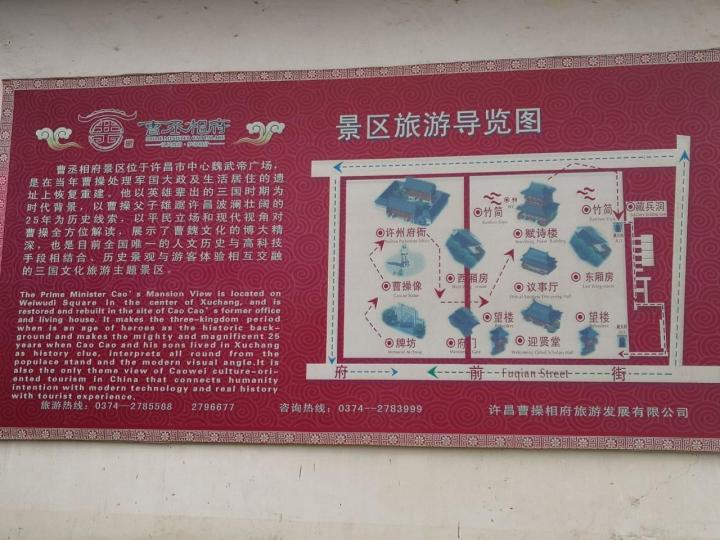 曹丞相府
景区旅游导览图
曹丞相府景区位于许昌市中心魏武帝广场，
是在当年曹操处理军国大政及生活居住的遗
址上恢复重建。他以英雄辈出的三国时期为
时代背景，以曹操父子雄踞许昌波澜壮阔的
25年为历史线索，以平民立场和现代视角对
曹操全方位解读，展示了曹魏文化的博大精
深，也是目前全国唯一的人文历史与高科技
手段相结合、历史景观与游客体验相互交融
的三国文化旅游主题景区。
The Prime Minister Cao's Mansion View is located on
Weiwudi Square in the center of Xuchang, and is
restored and rebuilt in the site of Cao Cao's former office
and living house. It makes the three-kingdom period
when is an age of heroes as the historic back-
ground and makes the mighty and magnificent 25
years when Cao Cao and his sons lived in Xuchang
as history clue, interprets all round from the
populace stand and the modern visual angle.It is
also the only theme view of Caowei culture-ori-
ented tourism in China that connects humanity
intention with modern technology and real history
with tourist experience.
旅游热线：0374-2785588 2796677
咨询热线：0374--2783999
许昌曹操相府旅游发展有限公司
竹简
竹简
藏兵洞
许州府衙
赋诗楼
曹操像
西厢房
议事厅
东厢房
牌坊
府门
望楼
迎贤堂
望楼
府 前 街
Fuqian Street